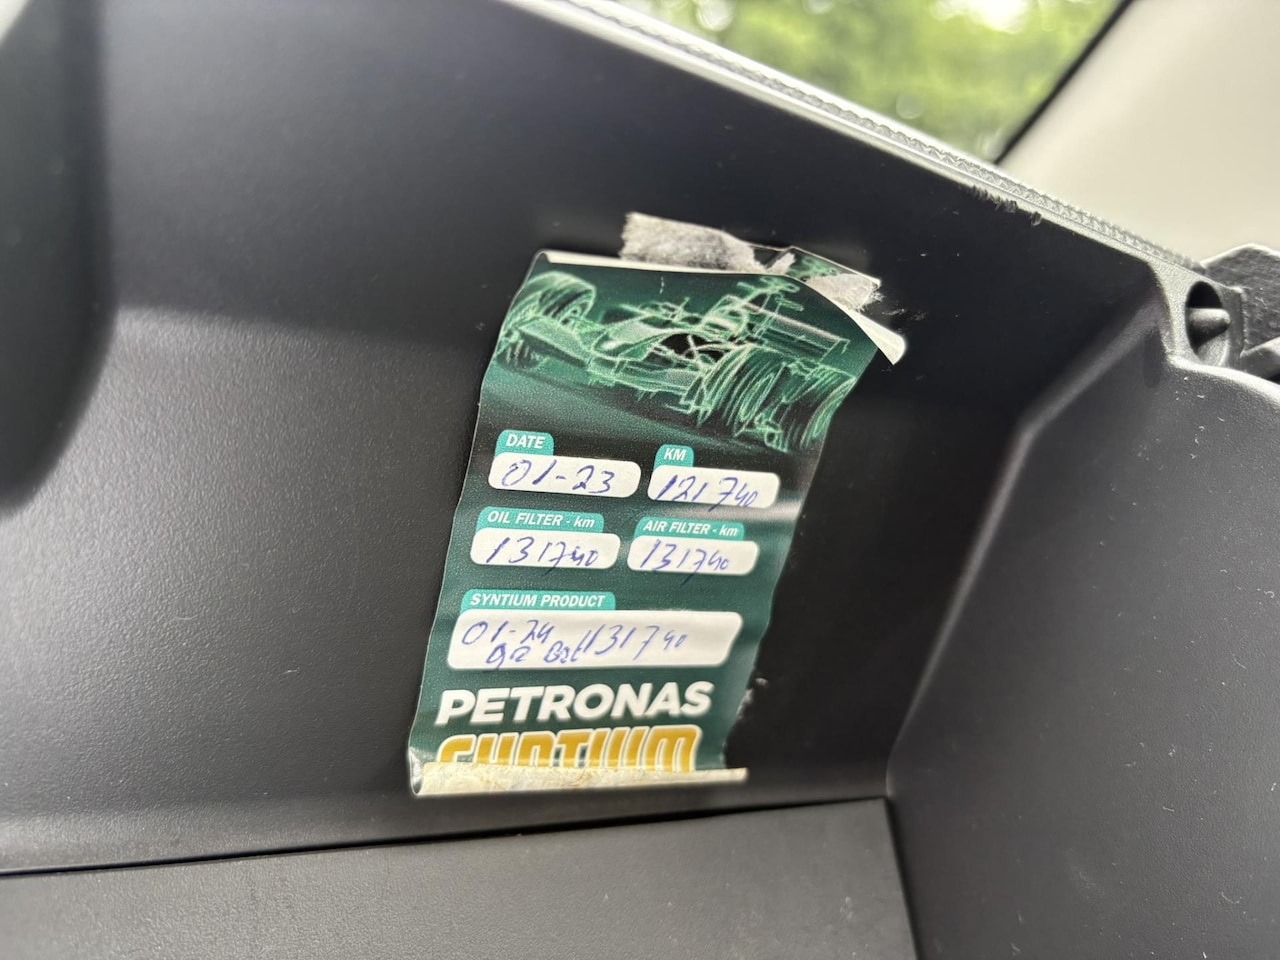 DATE
01-23
KM
121740
OIL FILTER - km
131740
AIR FILTER - km
131740
SYNTIUM PRODUCT
01-24 131740
PETRONAS
SYNTIUM